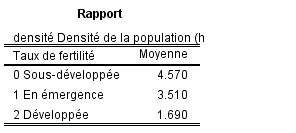 Rapport
densité Densité de la population (h
Taux de fertilité Moyenne
0 Sous-développée 4.570
1 En émergence 3.510
2 Développée 1.690